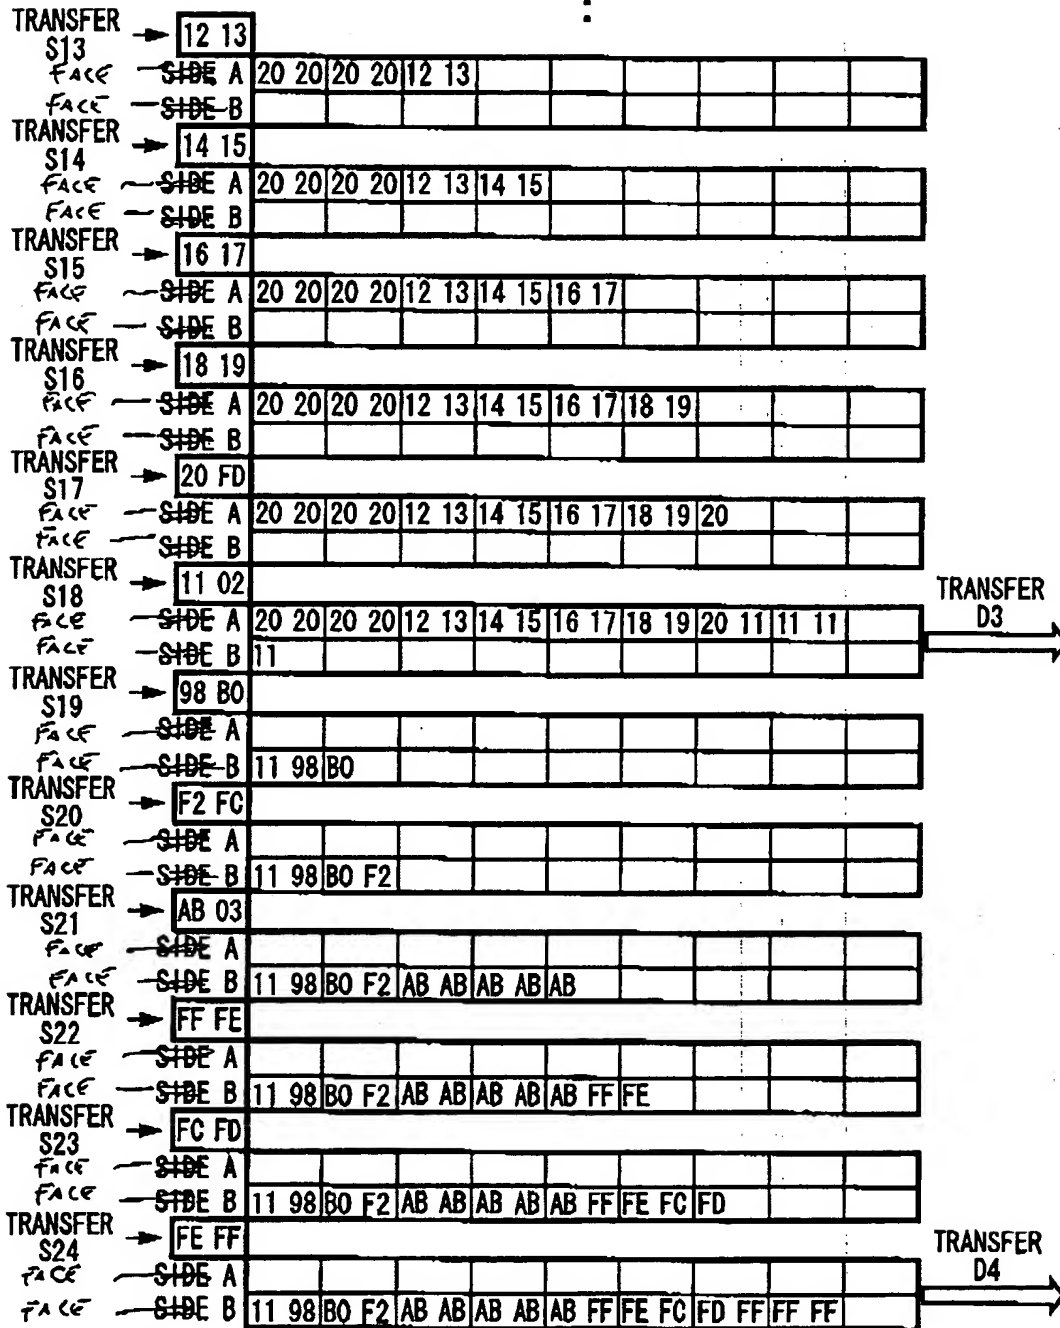 TRANSFER S13 → 12 13
FACE SIDE A 20 20 20 20 12 13
FACE SIDE B
TRANSFER S14 → 14 15
FACE SIDE A 20 20 20 20 12 13 14 15
FACE SIDE B
TRANSFER S15 → 16 17
FACE SIDE A 20 20 20 20 12 13 14 15 16 17
FACE SIDE B
TRANSFER S16 → 18 19
FACE SIDE A 20 20 20 20 12 13 14 15 16 17 18 19
FACE SIDE B
TRANSFER S17 → 20 FD
FACE SIDE A 20 20 20 20 12 13 14 15 16 17 18 19 20
FACE SIDE B
TRANSFER S18 → 11 02
FACE SIDE A 20 20 20 20 12 13 14 15 16 17 18 19 20 11 11 11
TRANSFER D3
FACE SIDE B 11
TRANSFER S19 → 98 B0
FACE SIDE A
FACE SIDE B 11 98 B0
TRANSFER S20 → F2 FC
FACE SIDE A
FACE SIDE B 11 98 B0 F2
TRANSFER S21 → AB 03
FACE SIDE A
FACE SIDE B 11 98 B0 F2 AB AB AB AB AB
TRANSFER S22 → FF FE
FACE SIDE A
FACE SIDE B 11 98 B0 F2 AB AB AB AB AB FF FE
TRANSFER S23 → FC FD
FACE SIDE A
FACE SIDE B 11 98 B0 F2 AB AB AB AB AB FF FE FC FD
TRANSFER S24 → FE FF
FACE SIDE A
TRANSFER D4
FACE SIDE B 11 98 B0 F2 AB AB AB AB AB FF FE FC FD FF FF FF